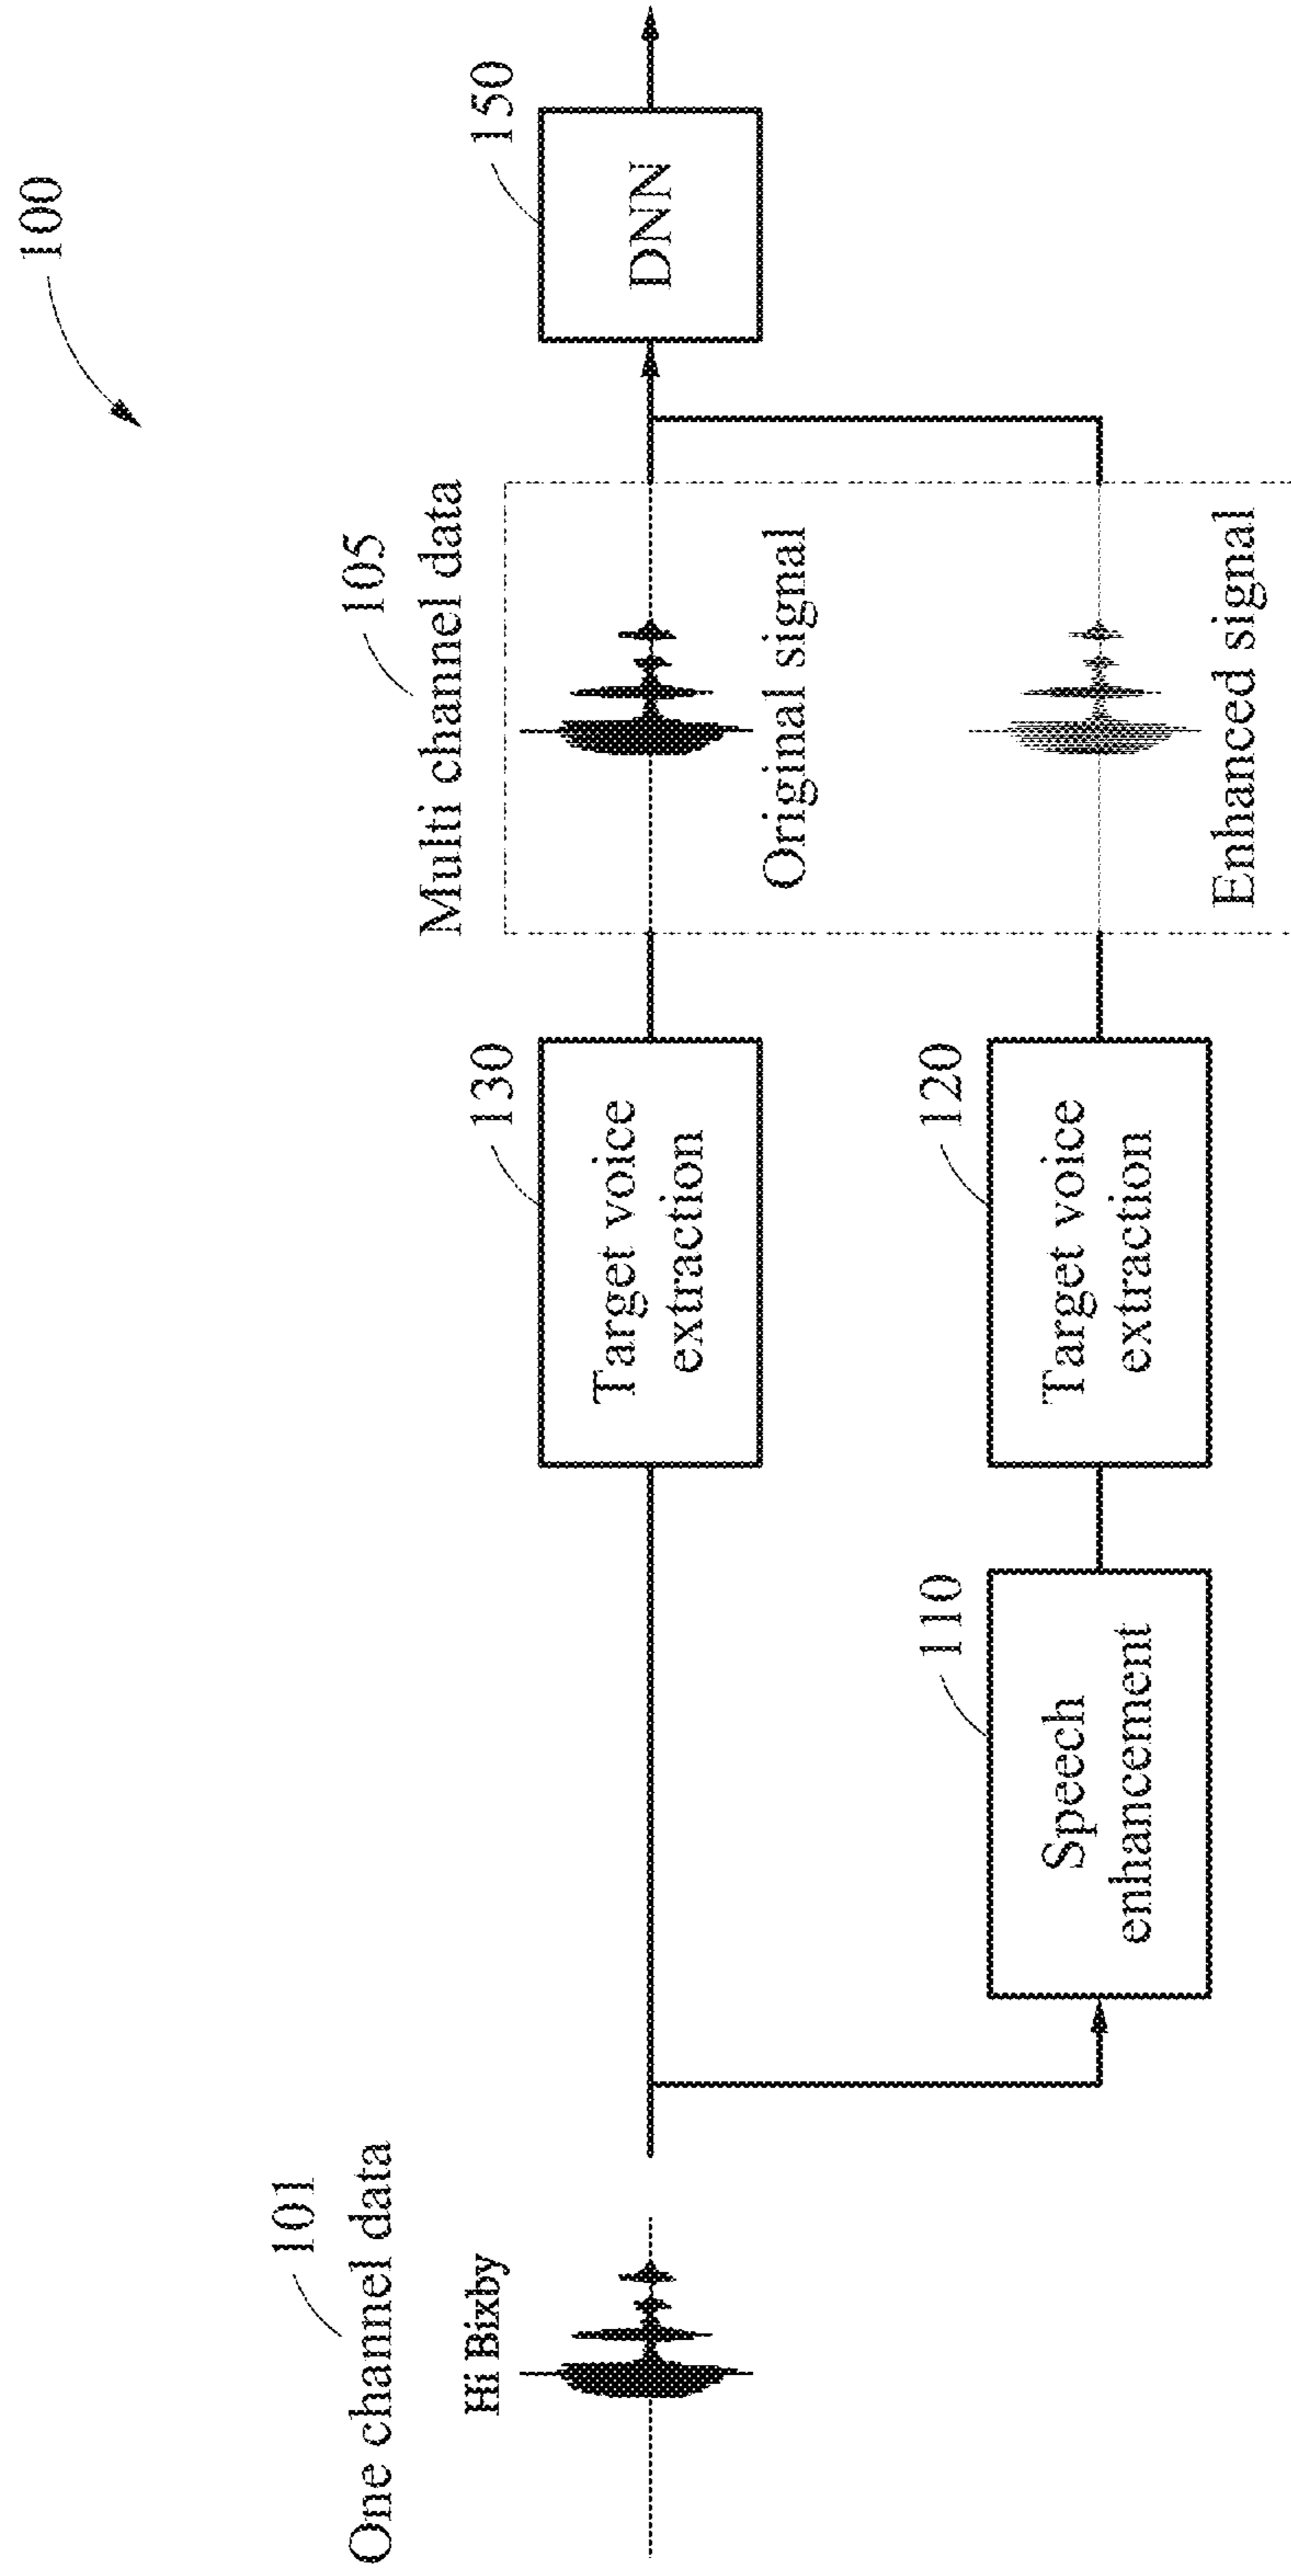 100
101
One channel data
Hi Bixby
105
Multi channel data
130
Target voice
extraction
Original signal
150
DNN
110
Speech
enhancement
120
Target voice
extraction
Enhanced signal